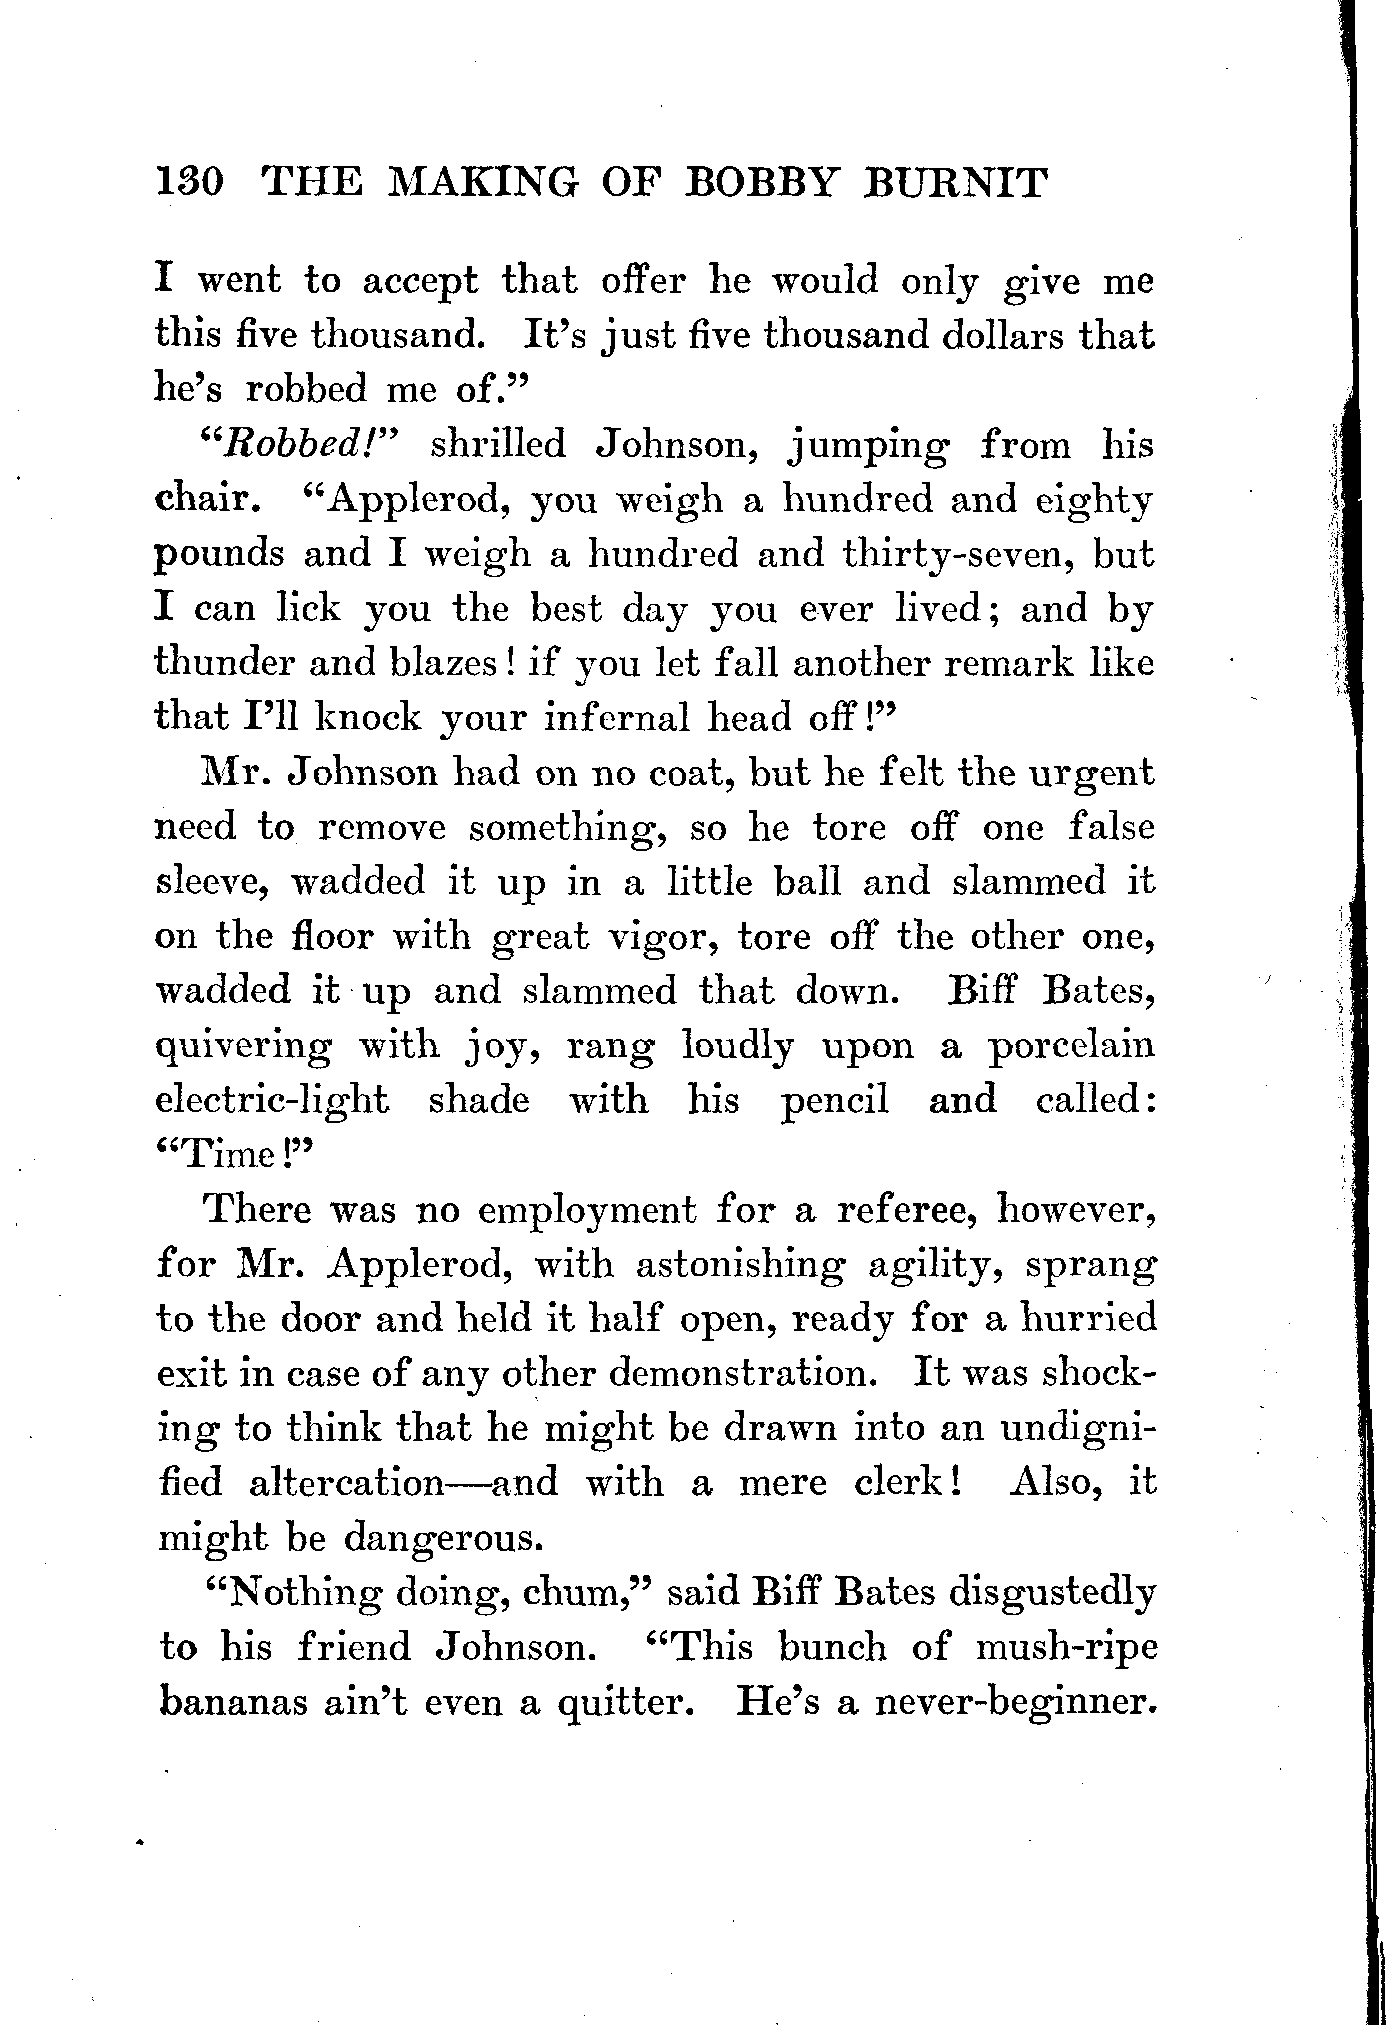 130 THE MAKING OF BOBBY BURNIT
I went to accept that offer he would only give me
this five thousand. It's just five thousand dollars that
he's robbed me of."
"Robbed!" shrilled Johnson, jumping from his
chair. "Applerod, you weigh a hundred and eighty
pounds and I weigh a hundred and thirty-seven, but
I can lick you the best day you ever lived; and by
thunder and blazes! if you let fall another remark like
that I'll knock your infernal head off!"
Mr. Johnson had on no coat, but he felt the urgent
need to remove something, so he tore off one false
sleeve, wadded it up in a little ball and slammed it
on the floor with great vigor, tore off the other one,
wadded it up and slammed that down. Biff Bates,
quivering with joy, rang loudly upon a porcelain
electric-light shade with his pencil and called:
"Time!"
There was no employment for a referee, however,
for Mr. Applerod, with astonishing agility, sprang
to the door and held it half open, ready for a hurried
exit in case of any other demonstration. It was shock-
ing to think that he might be drawn into an undigni-
fied altercation—and with a mere clerk! Also, it
might be dangerous.
"Nothing doing, chum," said Biff Bates disgustedly
to his friend Johnson. "This bunch of mush-ripe
bananas ain't even a quitter. He's a never-beginner.